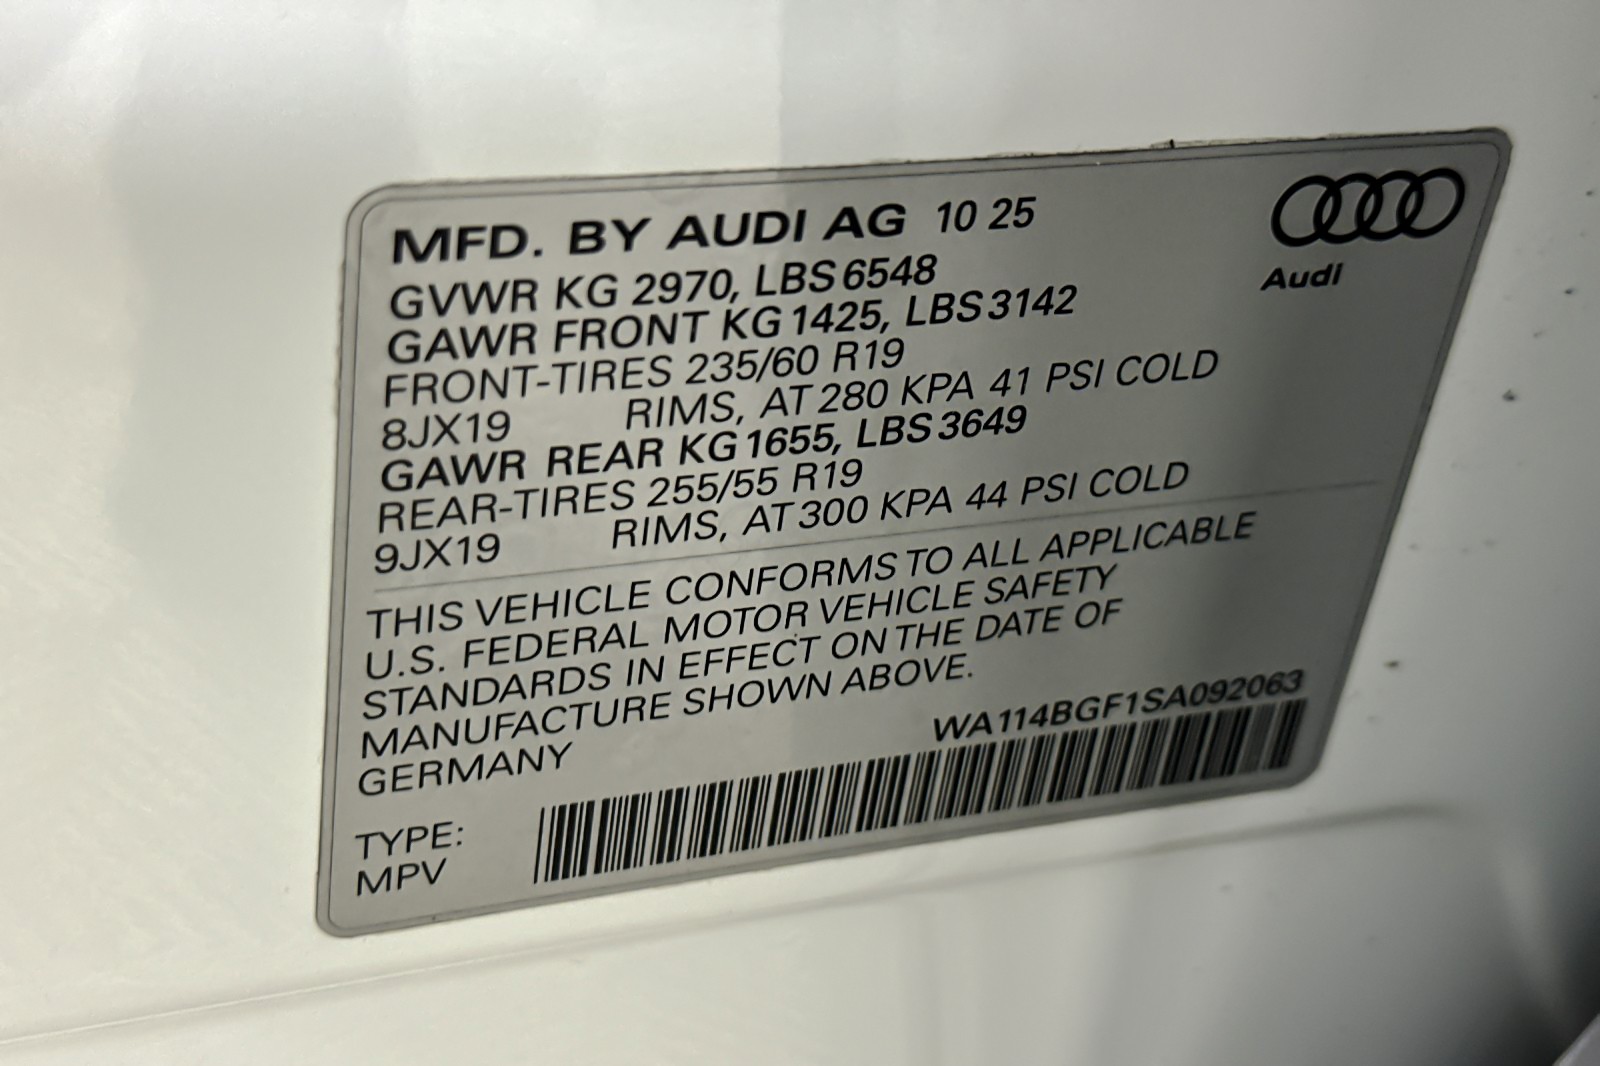 MFD. BY AUDI AG 10 25
Audi
GVWR KG 2970, LBS 6548
GAWR FRONT KG 1425, LBS 3142
FRONT-TIRES 235/60 R19
8JX19 RIMS, AT 280 KPA 41 PSI COLD
GAWR REAR KG 1655, LBS 3649
REAR-TIRES 255/55 R19
9JX19 RIMS, AT 300 KPA 44 PSI COLD
THIS VEHICLE CONFORMS TO ALL APPLICABLE
U.S. FEDERAL MOTOR VEHICLE SAFETY
STANDARDS IN EFFECT ON THE DATE OF
MANUFACTURE SHOWN ABOVE.
GERMANY
WA114BGF1SA092063
TYPE:
MPV